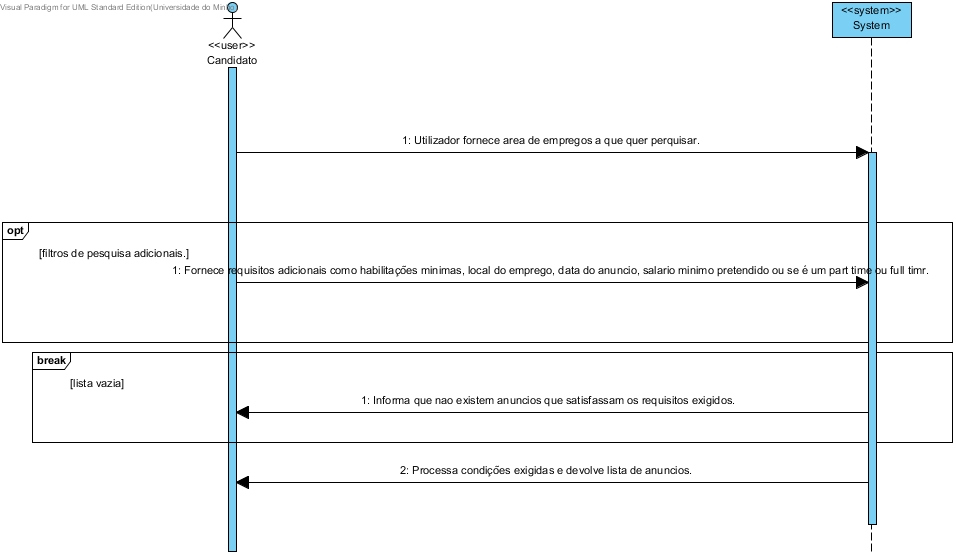 Visual Paradigm for UML Standard Edition(Universidade do Minho)
<<user>>
Candidato
<<system>>
System
1: Utilizador fornece area de empregos a que quer perquisar.
opt
[filtros de pesquisa adicionais.]
1: Fornece requisitos adicionais como habilitações minimas, local do emprego, data do anuncio, salario minimo pretendido ou se é um part time ou full timr.
break
[lista vazia]
1: Informa que nao existem anuncios que satisfassam os requisitos exigidos.
2: Processa condições exigidas e devolve lista de anuncios.